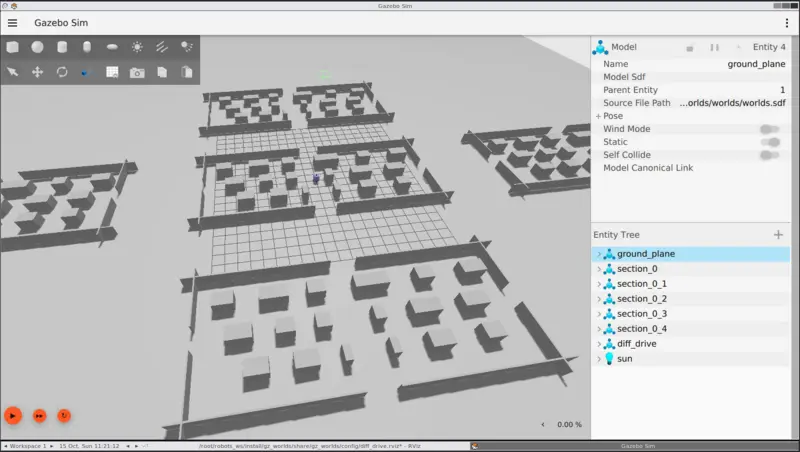 Gazebo Sim
Gazebo Sim
Model
Entity 4
Name ground_plane
Model Sdf
Parent Entity 1
Source File Path ...orlds/worlds/worlds.sdf
Pose
Wind Mode
Static
Self Collide
Model Canonical Link
Entity Tree
ground_plane
section_0
section_0_1
section_0_2
section_0_3
section_0_4
diff_drive
sun
0.00 %
Workspace 1 15 Oct, Sun 11:21:12 /root/robots_ws/install/gz_worlds/share/gz_worlds/config/diff_drive.rviz* - RViz Gazebo Sim